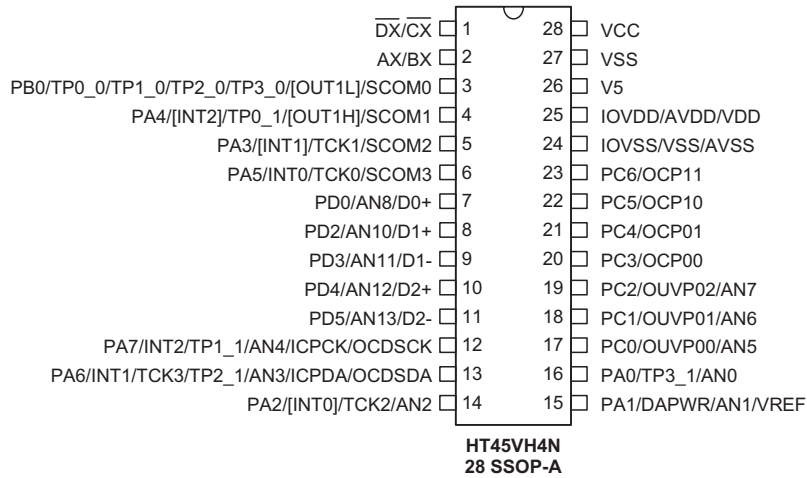 D̅X̅/C̅X̅ 1 28 VCC
AX/BX 2 27 VSS
PB0/TP0_0/TP1_0/TP2_0/TP3_0/[OUT1L]/SCOM0 3 26 V5
PA4/[INT2]/TP0_1/[OUT1H]/SCOM1 4 25 IOVDD/AVDD/VDD
PA3/[INT1]/TCK1/SCOM2 5 24 IOVSS/VSS/AVSS
PA5/INT0/TCK0/SCOM3 6 23 PC6/OCP11
PD0/AN8/D0+ 7 22 PC5/OCP10
PD2/AN10/D1+ 8 21 PC4/OCP01
PD3/AN11/D1- 9 20 PC3/OCP00
PD4/AN12/D2+ 10 19 PC2/OUVP02/AN7
PD5/AN13/D2- 11 18 PC1/OUVP01/AN6
PA7/INT2/TP1_1/AN4/ICPCK/OCDSCK 12 17 PC0/OUVP00/AN5
PA6/INT1/TCK3/TP2_1/AN3/ICPDA/OCDSDA 13 16 PA0/TP3_1/AN0
PA2/[INT0]/TCK2/AN2 14 15 PA1/DAPWR/AN1/VREF
HT45VH4N
28 SSOP-A